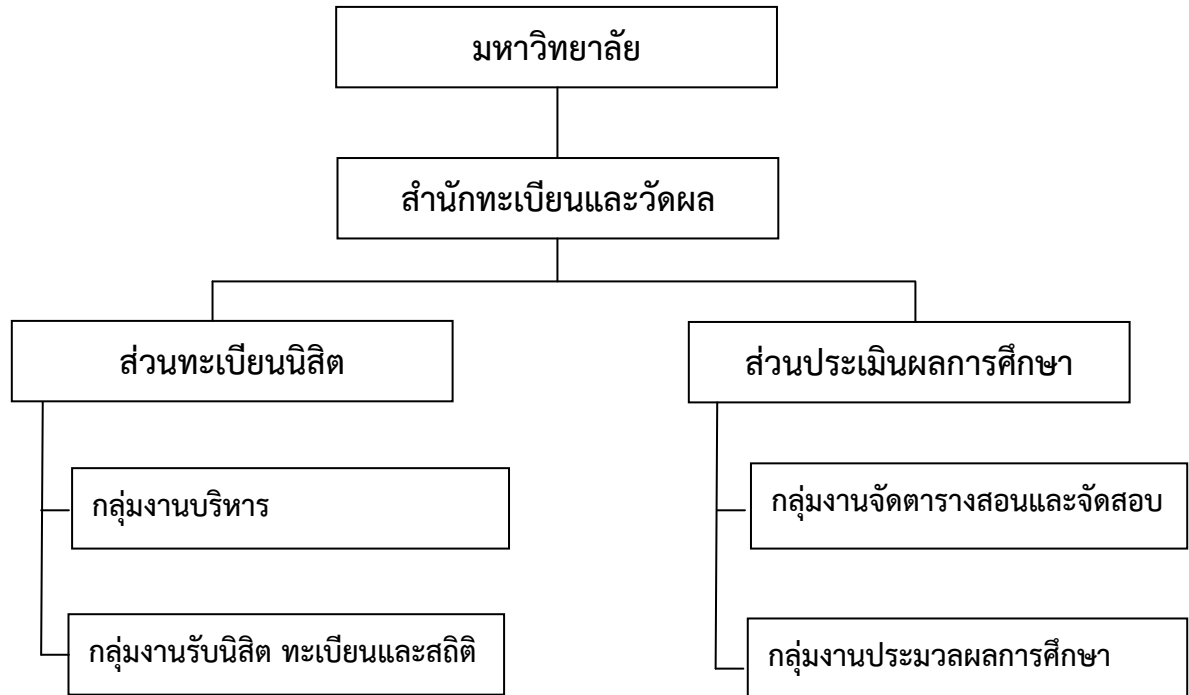 มหาวิทยาลัย
สำนักทะเบียนและวัดผล
ส่วนทะเบียนนิสิต
ส่วนประเมินผลการศึกษา
กลุ่มงานบริหาร
กลุ่มงานจัดตารางสอนและจัดสอบ
กลุ่มงานรับนิสิต ทะเบียนและสถิติ
กลุ่มงานประมวลผลการศึกษา